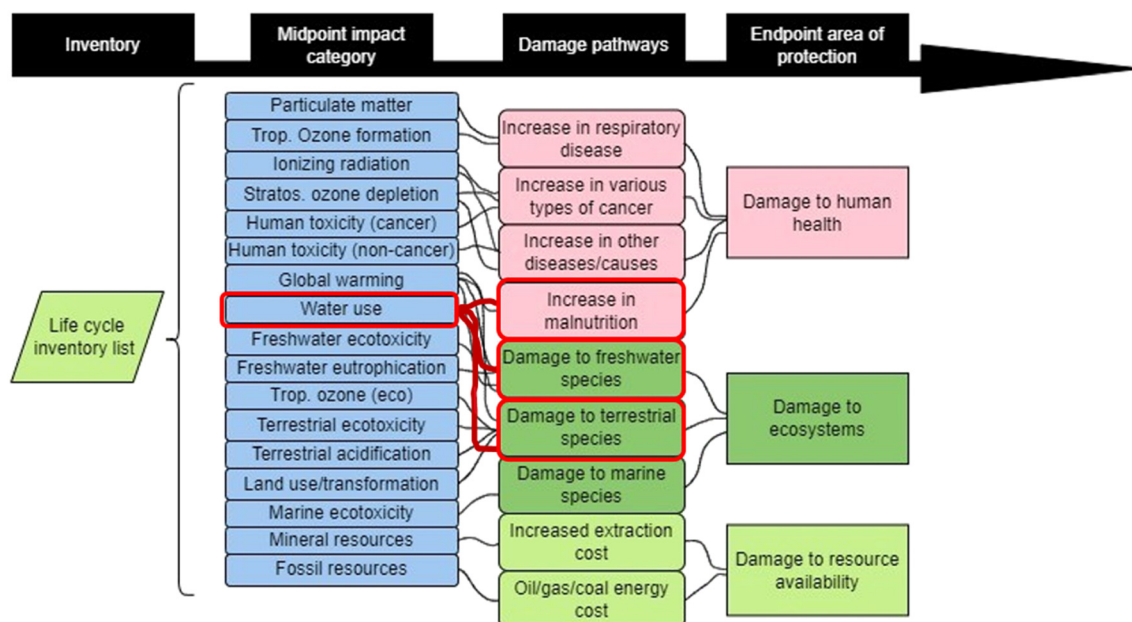 Inventory
Midpoint impact
category
Damage pathways
Endpoint area of
protection
Life cycle
inventory list
Particulate matter
Trop. Ozone formation
Ionizing radiation
Stratos. ozone depletion
Human toxicity (cancer)
Human toxicity (non-cancer)
Global warming
Water use
Freshwater ecotoxicity
Freshwater eutrophication
Trop. ozone (eco)
Terrestrial ecotoxicity
Terrestrial acidification
Land use/transformation
Marine ecotoxicity
Mineral resources
Fossil resources
Increase in respiratory
disease
Increase in various
types of cancer
Increase in other
diseases/causes
Increase in
malnutrition
Damage to freshwater
species
Damage to terrestrial
species
Damage to marine
species
Increased extraction
cost
Oil/gas/coal energy
cost
Damage to human
health
Damage to
ecosystems
Damage to resource
availability